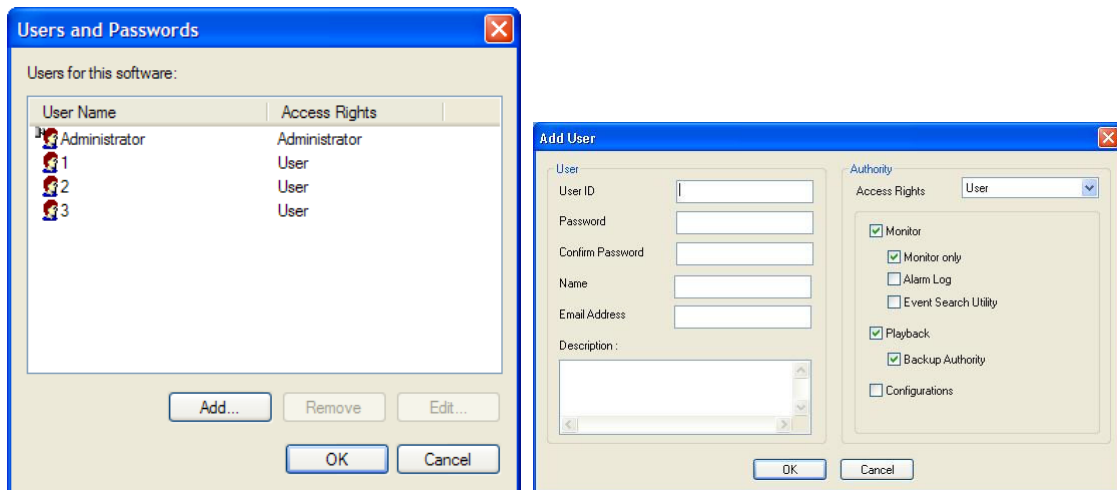 Users and Passwords
Users for this software:
User Name Access Rights
Administrator Administrator
1 User
2 User
3 User
Add... Remove Edit...
OK Cancel
Add User
User
User ID
Password
Confirm Password
Name
Email Address
Description :
Authority
Access Rights User
Monitor
Monitor only
Alarm Log
Event Search Utility
Playback
Backup Authority
Configurations
OK Cancel